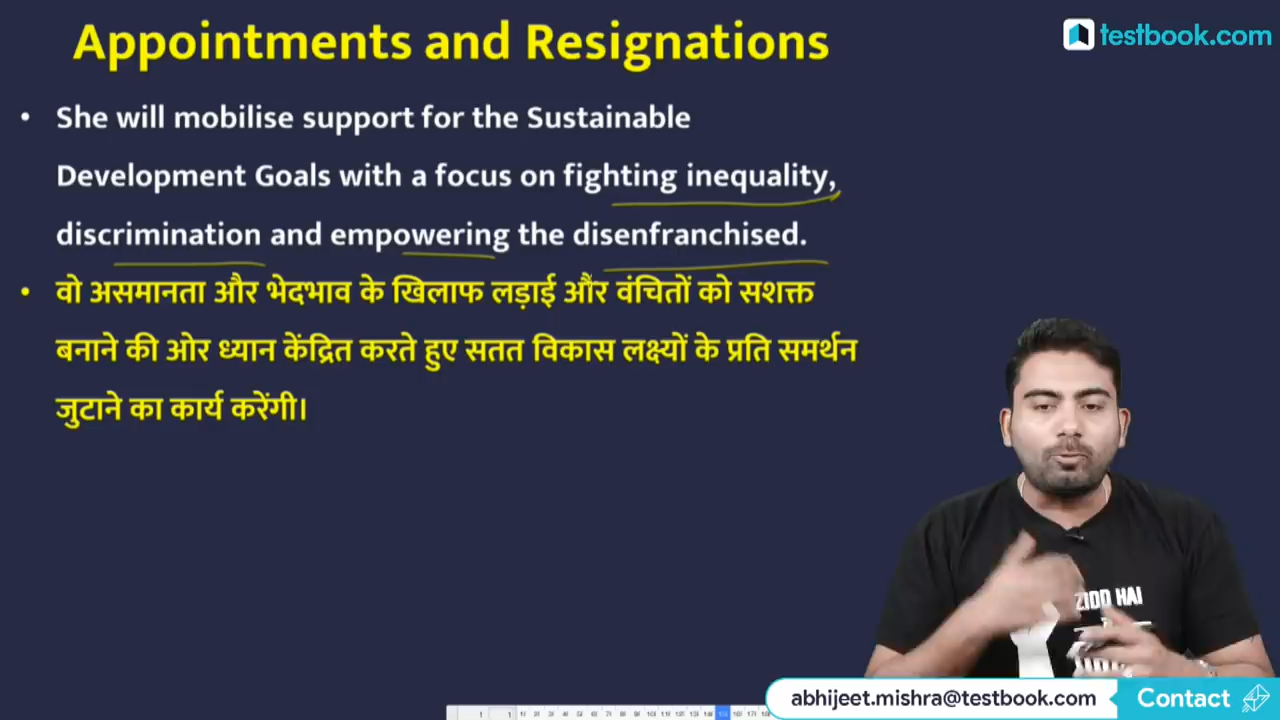 Appointments and Resignations
testbook.com
• She will mobilise support for the Sustainable
Development Goals with a focus on fighting inequality,
discrimination and empowering the disenfranchised.
• वो असमानता और भेदभाव के खिलाफ लड़ाई और वंचितों को सशक्त
बनाने की ओर ध्यान केंद्रित करते हुए सतत विकास लक्ष्यों के प्रति समर्थन
जुटाने का कार्य करेंगी।
ZIDD HAI
abhijeet.mishra@testbook.com Contact